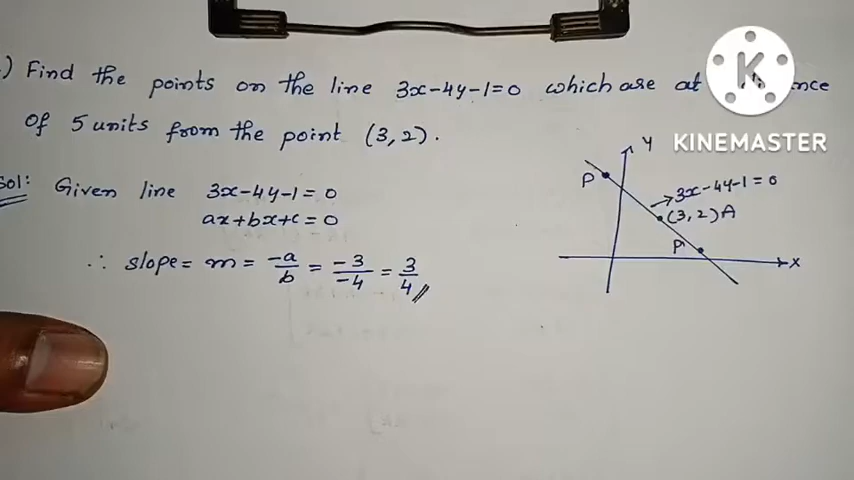 ) Find the points on the line 3x-4y-1=0 which are at nce
of 5 units from the point (3,2).
Sol: Given line 3x-4y-1=0
ax+bx+c=0
∴ slope= m = -a/b = -3/-4 = 3/4
Y
P
3x-4y-1=0
(3,2)A
P'
X
K
KINEMASTER